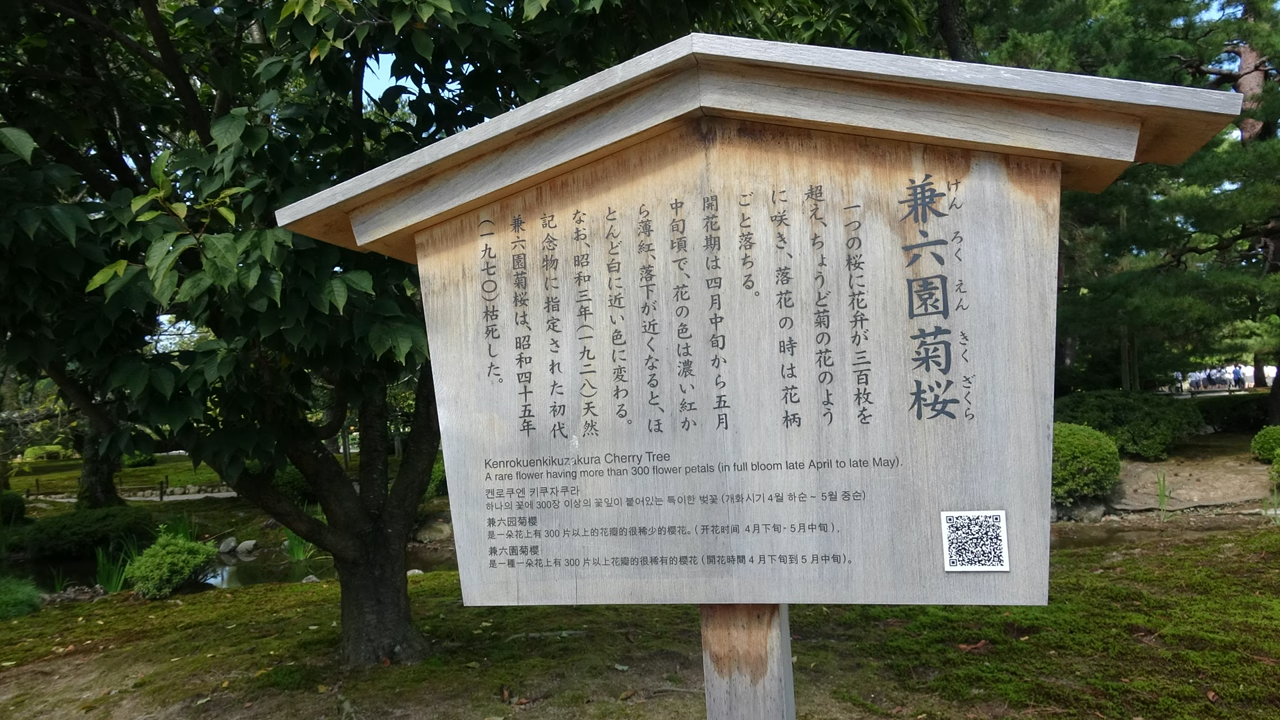 兼六園菊桜
けん ろく えん きく ざくら
一つの桜に花弁が三百枚を
超え、ちょうど菊の花のよう
に咲き、落花の時は花柄
ごと落ちる。
開花期は四月中旬から五月
中旬頃で、花の色は濃い紅か
ら薄紅、落下が近くなると、ほ
とんど白に近い色に変わる。
なお、昭和三年(一九二八)天然
記念物に指定された初代
兼六園菊桜は、昭和四十五年
(一九七〇)枯死した。
Kenrokuenkikuzakura Cherry Tree
A rare flower having more than 300 flower petals (in full bloom late April to late May).
켄로쿠엔 키쿠자쿠라
하나의 꽃에 300장 이상의 꽃잎이 붙어있는 특이한 벚꽃 (개화시기 4월 하순 ~ 5월 중순)
兼六园菊樱
是一朵花上有 300 片以上的花瓣的很稀少的樱花。(开花时间 4月下旬 - 5月中旬)。
兼六園菊櫻
是一種一朵花上有 300 片以上花瓣的很稀有的櫻花 (開花時間 4 月下旬到 5 月中旬)。